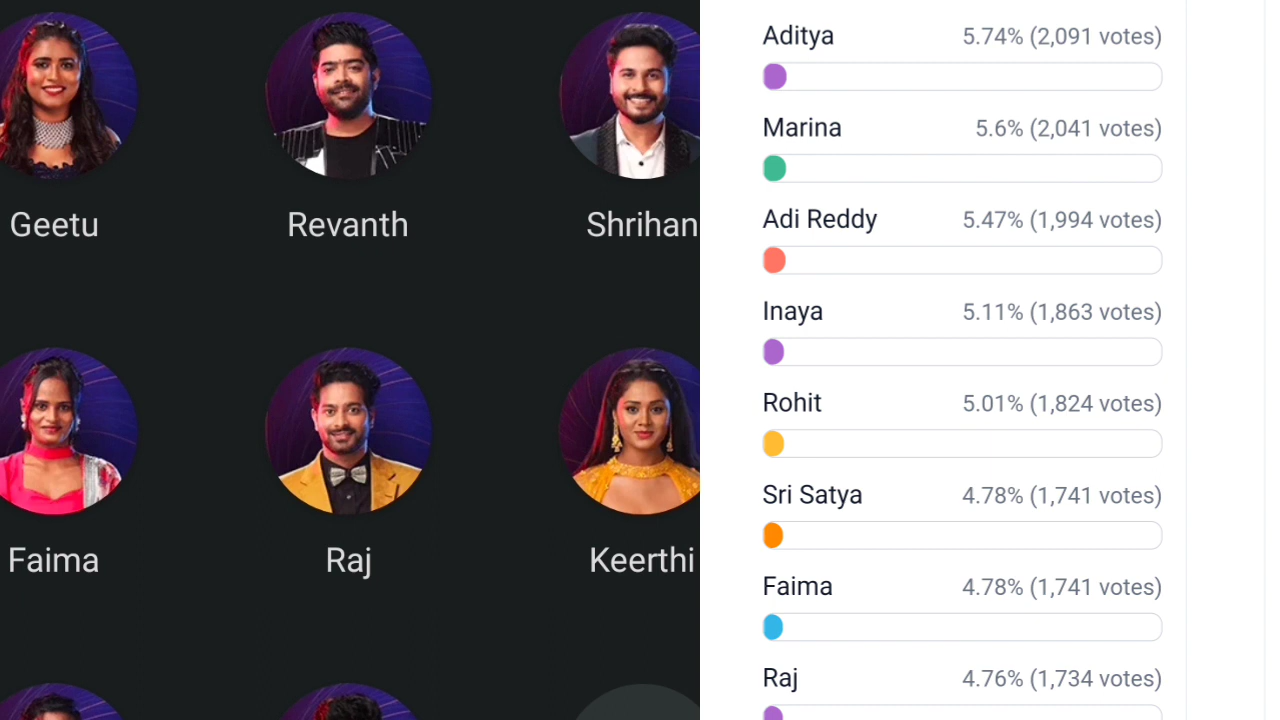 Geetu
Revanth
Shrihan
Faima
Raj
Keerthi
Aditya 5.74% (2,091 votes)
Marina 5.6% (2,041 votes)
Adi Reddy 5.47% (1,994 votes)
Inaya 5.11% (1,863 votes)
Rohit 5.01% (1,824 votes)
Sri Satya 4.78% (1,741 votes)
Faima 4.78% (1,741 votes)
Raj 4.76% (1,734 votes)